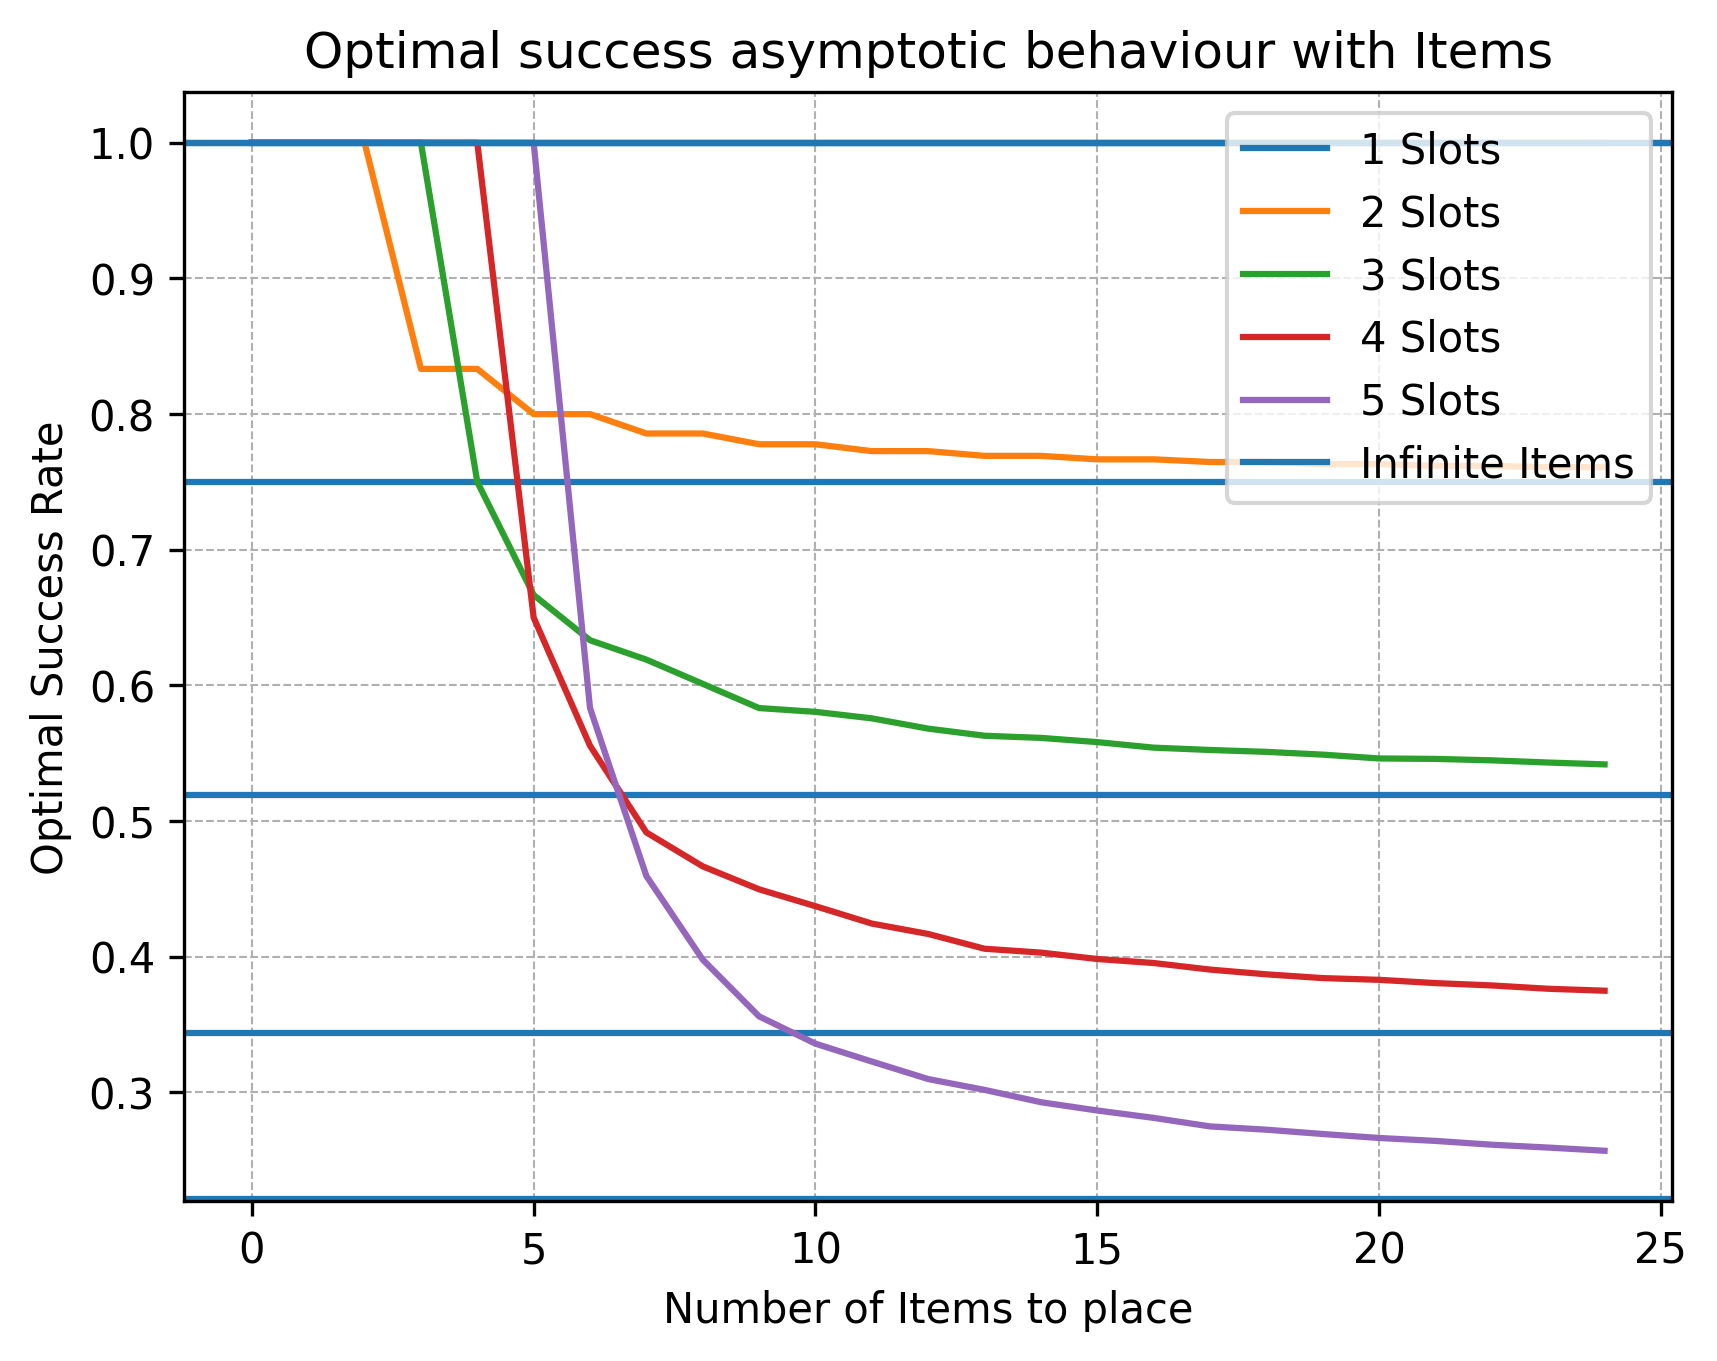 Optimal success asymptotic behaviour with Items
1.0
0.9
0.8
0.7
0.6
0.5
0.4
0.3
Optimal Success Rate
1 Slots
2 Slots
3 Slots
4 Slots
5 Slots
Infinite Items
0 5 10 15 20 25
Number of Items to place